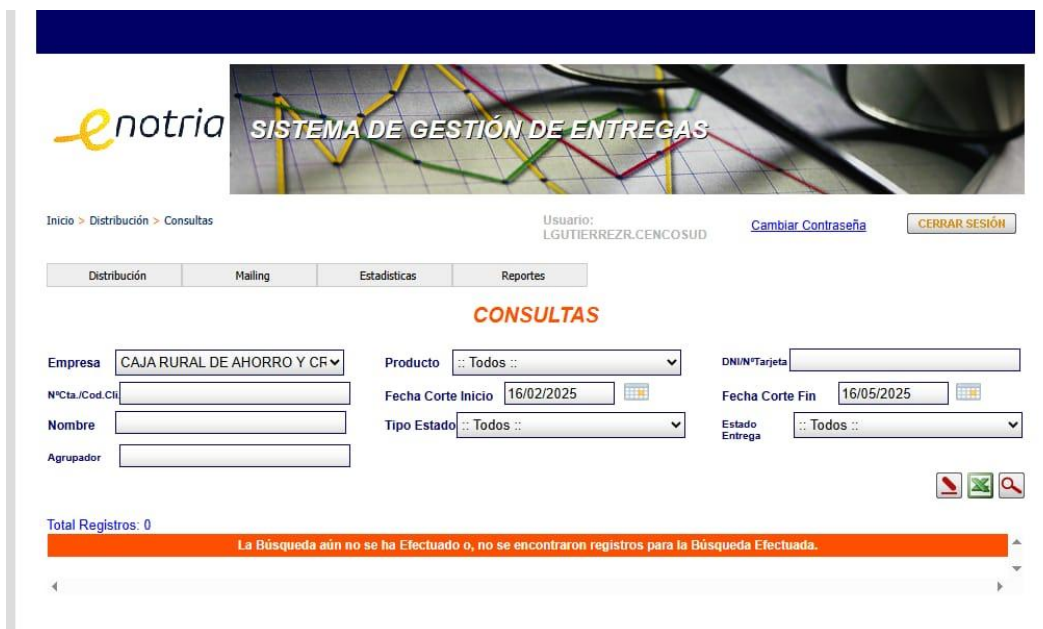 enotria
SISTEMA DE GESTIÓN DE ENTREGAS
Inicio > Distribución > Consultas
Usuario:
LGUTIERREZR.CENCOSUD
Cambiar Contraseña
CERRAR SESIÓN
Distribución Mailing Estadisticas Reportes
CONSULTAS
Empresa CAJA RURAL DE AHORRO Y CR Producto :: Todos :: DNI/NºTarjeta
NºCta./Cod.Cli. Fecha Corte Inicio 16/02/2025 Fecha Corte Fin 16/05/2025
Nombre Tipo Estado :: Todos :: Estado Entrega :: Todos ::
Agrupador
Total Registros: 0
La Búsqueda aún no se ha Efectuado o, no se encontraron registros para la Búsqueda Efectuada.